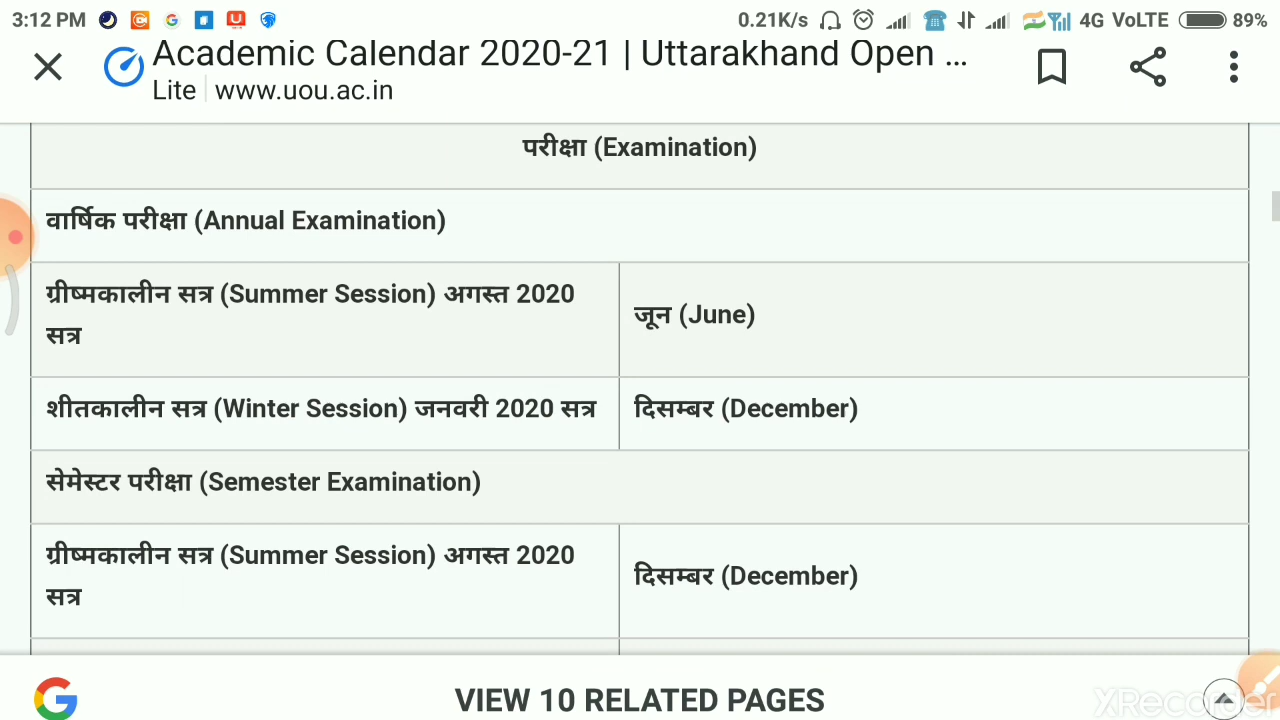 3:12 PM 0.21K/s 4G VoLTE 89%
Academic Calendar 2020-21 | Uttarakhand Open ...
Lite www.uou.ac.in
परीक्षा (Examination)
वार्षिक परीक्षा (Annual Examination)
ग्रीष्मकालीन सत्र (Summer Session) अगस्त 2020
सत्र
जून (June)
शीतकालीन सत्र (Winter Session) जनवरी 2020 सत्र
दिसम्बर (December)
सेमेस्टर परीक्षा (Semester Examination)
ग्रीष्मकालीन सत्र (Summer Session) अगस्त 2020
सत्र
दिसम्बर (December)
VIEW 10 RELATED PAGES
XRecorder